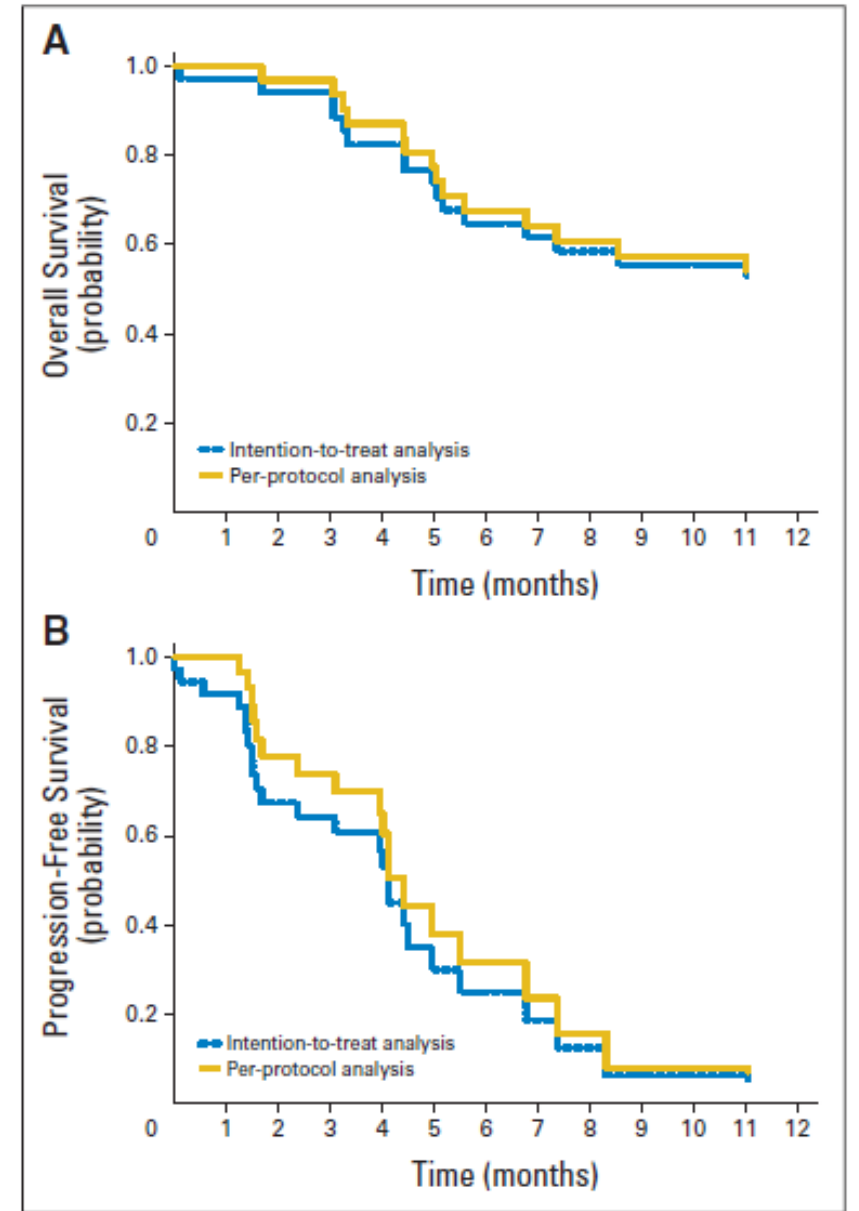 A
1.0
0.8
0.6
0.4
0.2
Overall Survival
(probability)
Intention-to-treat analysis
Per-protocol analysis
0 1 2 3 4 5 6 7 8 9 10 11 12
Time (months)
B
1.0
0.8
0.6
0.4
0.2
Progression-Free Survival
(probability)
Intention-to-treat analysis
Per-protocol analysis
0 1 2 3 4 5 6 7 8 9 10 11 12
Time (months)